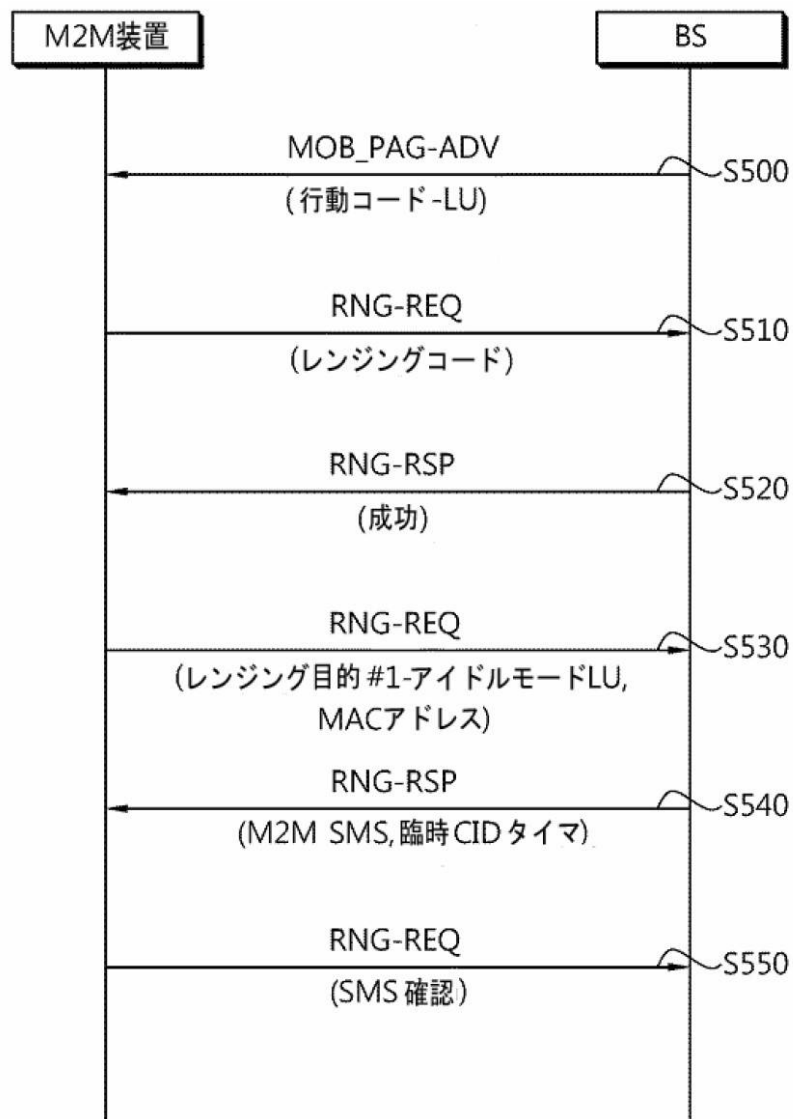 M2M装置
BS
MOB_PAG-ADV
S500
(行動コード-LU)
RNG-REQ
S510
(レンジングコード)
RNG-RSP
S520
(成功)
RNG-REQ
S530
(レンジング目的 #1-アイドルモードLU,
MACアドレス)
RNG-RSP
S540
(M2M SMS,臨時CIDタイマ)
RNG-REQ
S550
(SMS確認)